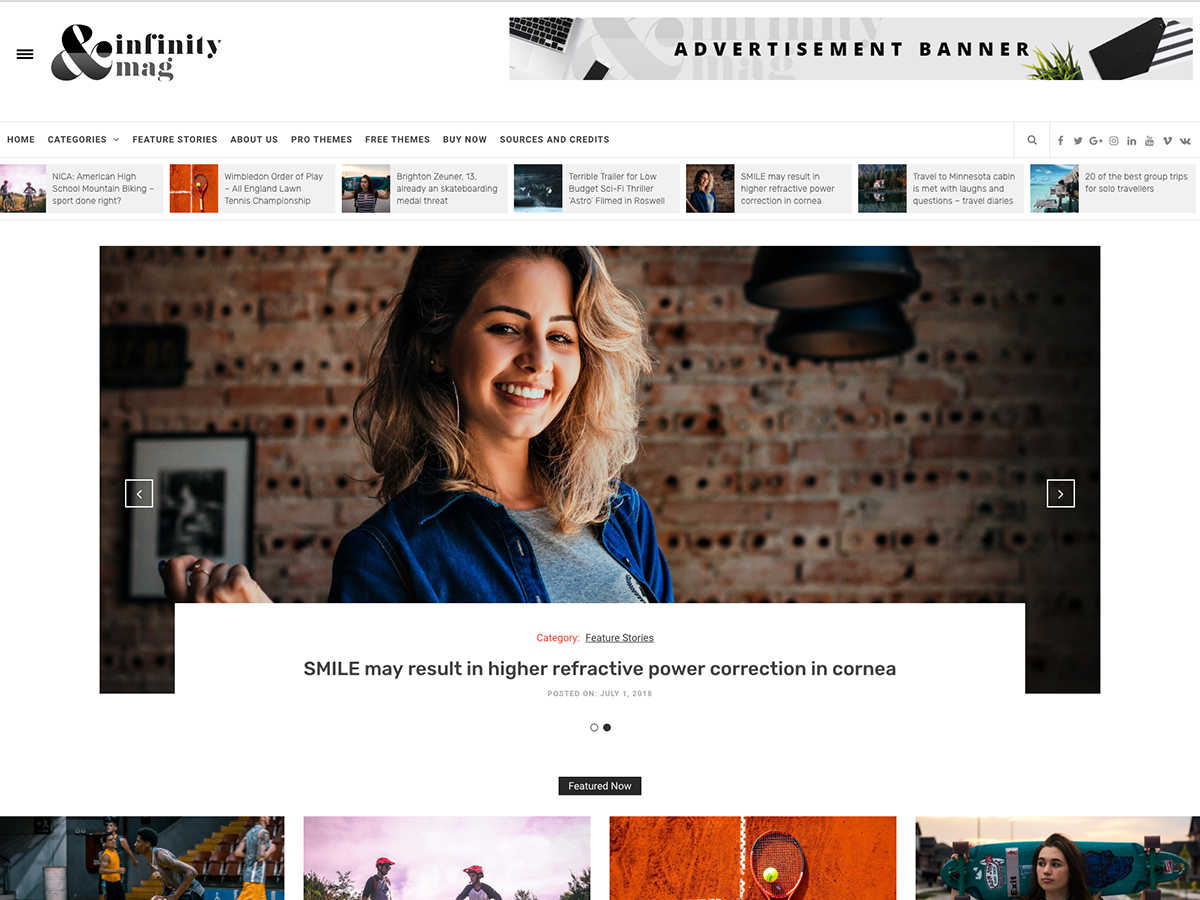 &infinity
mag
ADVERTISEMENT BANNER
HOME CATEGORIES FEATURE STORIES ABOUT US PRO THEMES FREE THEMES BUY NOW SOURCES AND CREDITS
NICA: American High
School Mountain Biking –
sport done right?
Wimbledon Order of Play
– All England Lawn
Tennis Championship
Brighton Zeuner, 13,
already an skateboarding
medal threat
Terrible Trailer for Low
Budget Sci-Fi Thriller
‘Astro’ Filmed in Roswell
SMILE may result in
higher refractive power
correction in cornea
Travel to Minnesota cabin
is met with laughs and
questions – travel diaries
20 of the best group trips
for solo travellers
Category: Feature Stories
SMILE may result in higher refractive power correction in cornea
POSTED ON: JULY 1, 2018
Featured Now
Exit